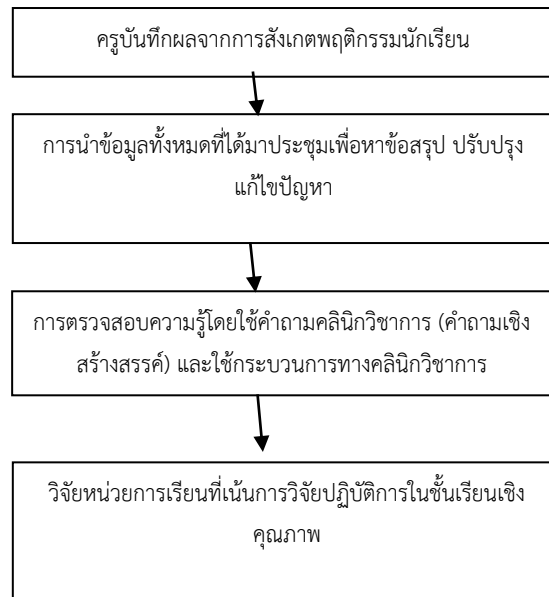 ครูบันทึกผลจากการสังเกตพฤติกรรมนักเรียน
การนำข้อมูลทั้งหมดที่ได้มาประชุมเพื่อหาข้อสรุป ปรับปรุง
แก้ไขปัญหา
การตรวจสอบความรู้โดยใช้คำถามคลินิกวิชาการ (คำถามเชิง
สร้างสรรค์) และใช้กระบวนการทางคลินิกวิชาการ
วิจัยหน่วยการเรียนที่เน้นการวิจัยปฏิบัติการในชั้นเรียนเชิง
คุณภาพ